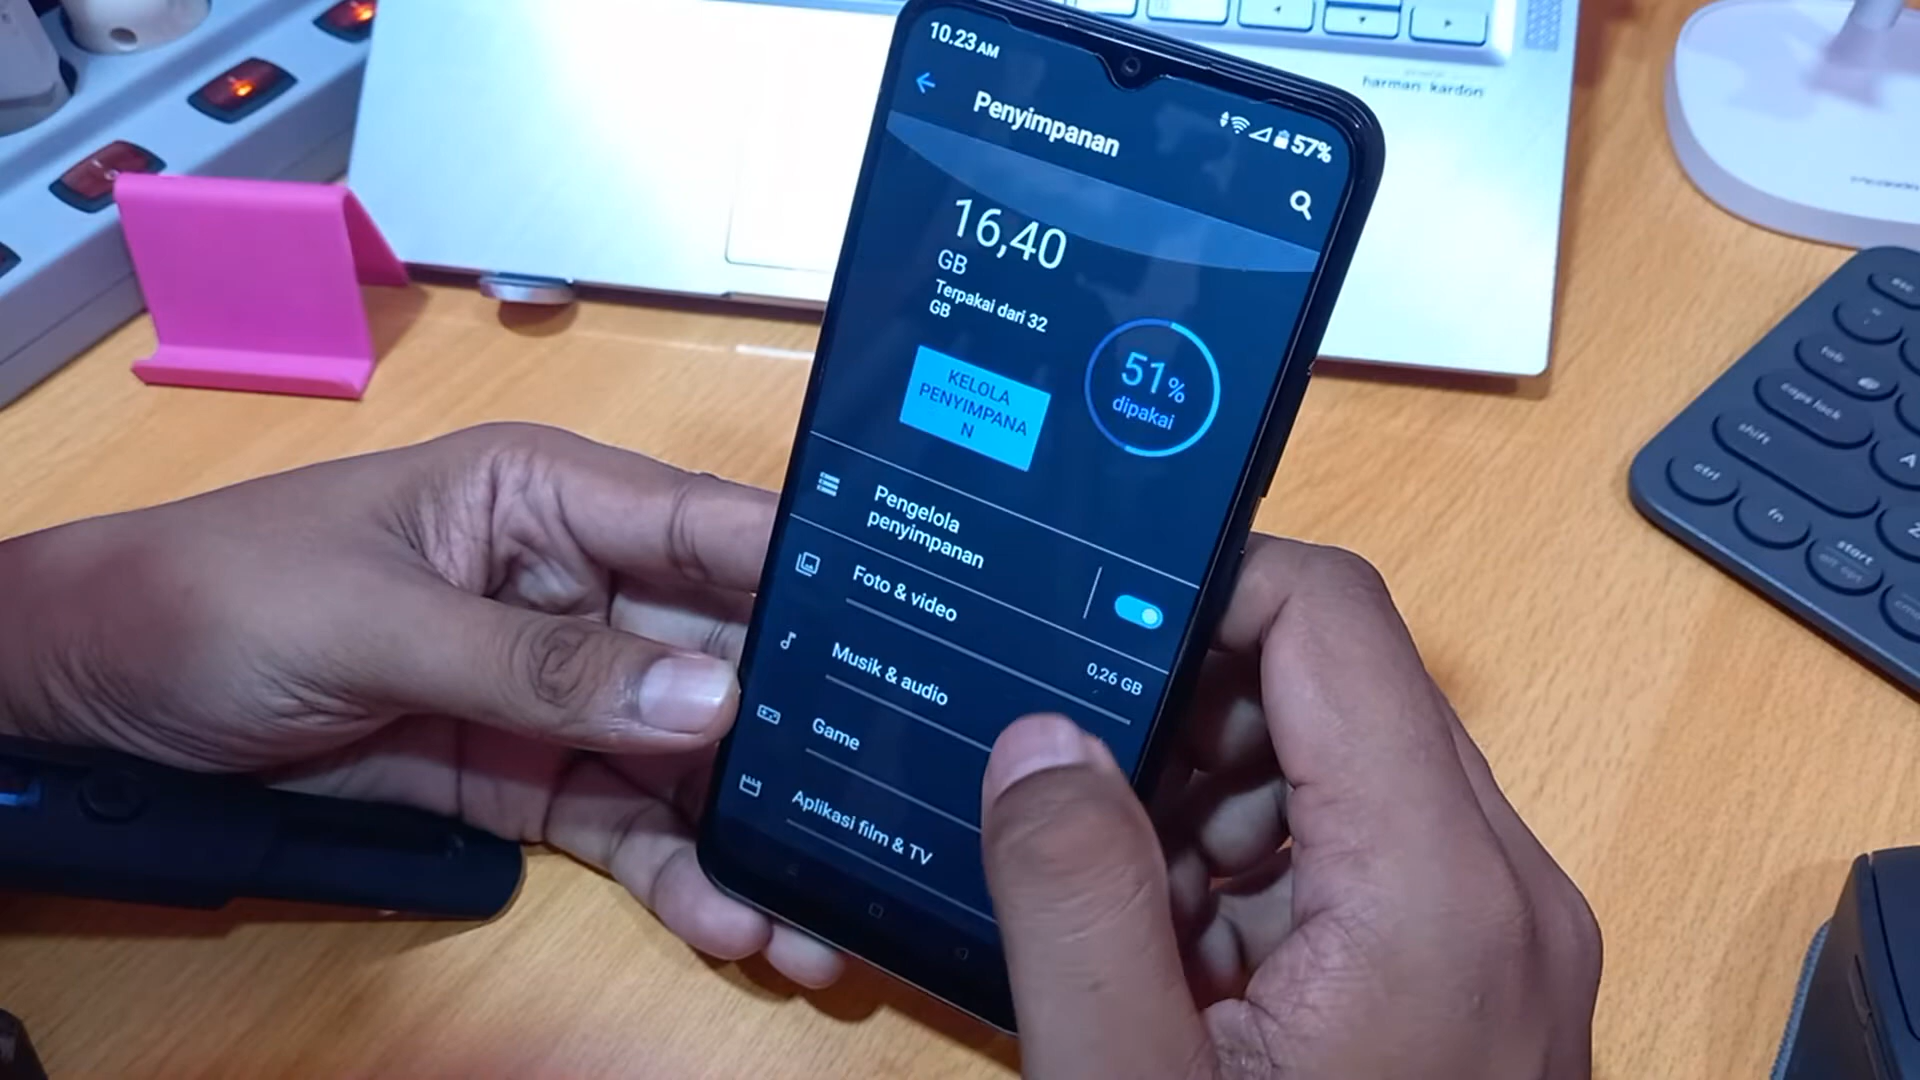 10.23 AM
57%
Penyimpanan
16,40
GB
Terpakai dari 32
GB
51%
dipakai
KELOLA
PENYIMPANA
N
Pengelola
penyimpanan
Foto & video
0,26 GB
Musik & audio
Game
Aplikasi film & TV
harman kardon
esc
tab
caps lock
A
shift
ctrl
fn
Z
start
alt opt